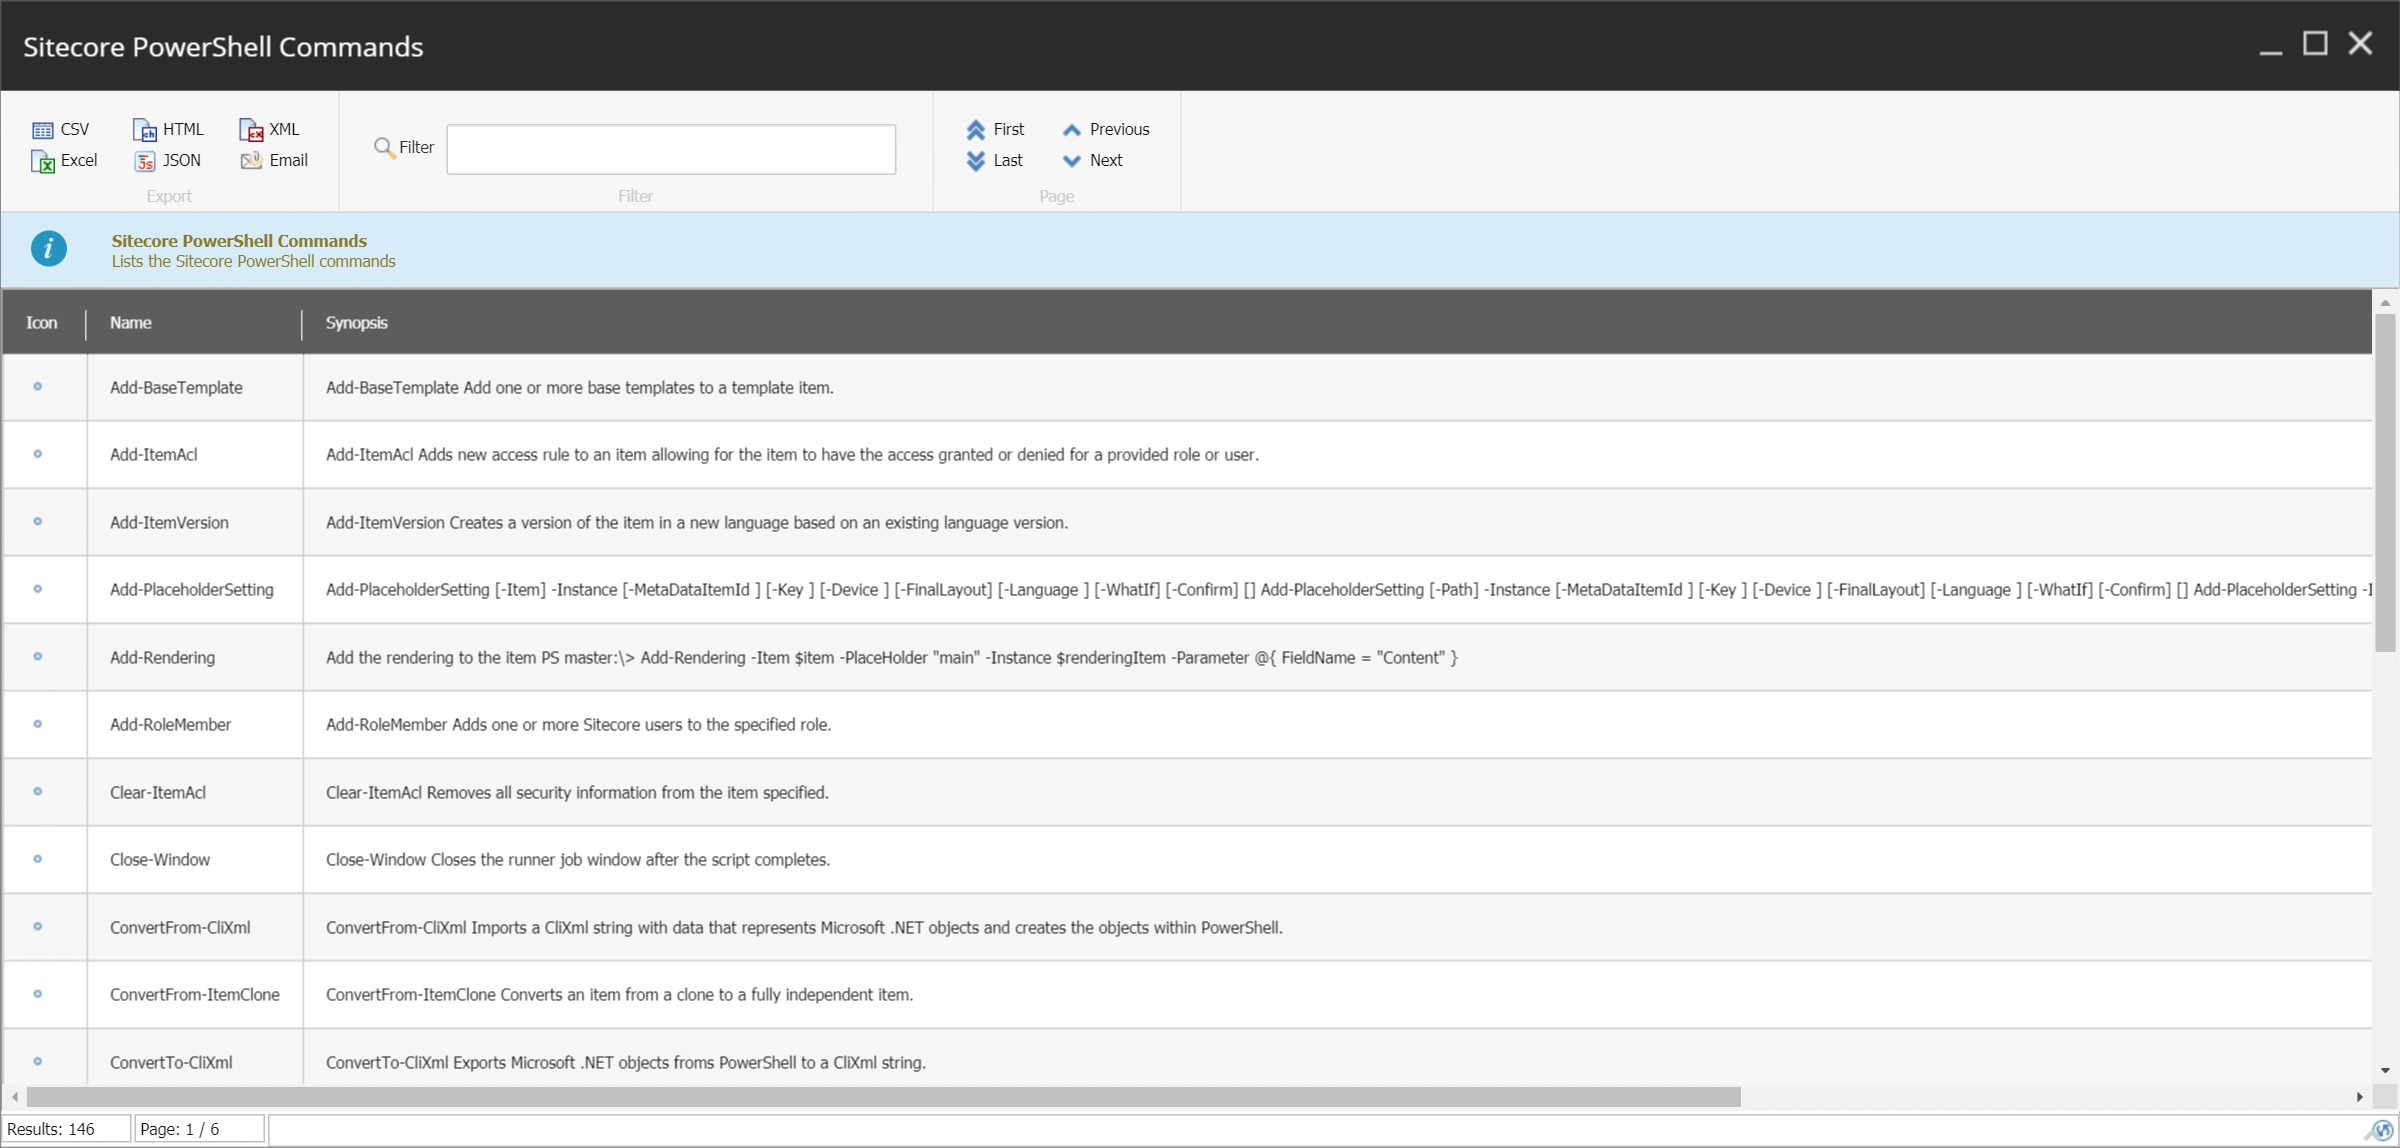 Sitecore PowerShell Commands
CSV HTML XML
Excel JSON Email
Export
Filter
Filter
First Previous
Last Next
Page
Sitecore PowerShell Commands
Lists the Sitecore PowerShell commands
Icon Name Synopsis
Add-BaseTemplate Add-BaseTemplate Add one or more base templates to a template item.
Add-ItemAcl Add-ItemAcl Adds new access rule to an item allowing for the item to have the access granted or denied for a provided role or user.
Add-ItemVersion Add-ItemVersion Creates a version of the item in a new language based on an existing language version.
Add-PlaceholderSetting Add-PlaceholderSetting [-Item] -Instance [-MetaDataItemId ] [-Key ] [-Device ] [-FinalLayout] [-Language ] [-WhatIf] [-Confirm] [] Add-PlaceholderSetting [-Path] -Instance [-MetaDataItemId ] [-Key ] [-Device ] [-FinalLayout] [-Language ] [-WhatIf] [-Confirm] [] Add-PlaceholderSetting
Add-Rendering Add the rendering to the item PS master:\> Add-Rendering -Item $item -PlaceHolder "main" -Instance $renderingItem -Parameter @{ FieldName = "Content" }
Add-RoleMember Add-RoleMember Adds one or more Sitecore users to the specified role.
Clear-ItemAcl Clear-ItemAcl Removes all security information from the item specified.
Close-Window Close-Window Closes the runner job window after the script completes.
ConvertFrom-CliXml ConvertFrom-CliXml Imports a CliXml string with data that represents Microsoft .NET objects and creates the objects within PowerShell.
ConvertFrom-ItemClone ConvertFrom-ItemClone Converts an item from a clone to a fully independent item.
ConvertTo-CliXml ConvertTo-CliXml Exports Microsoft .NET objects froms PowerShell to a CliXml string.
Results: 146 Page: 1 / 6